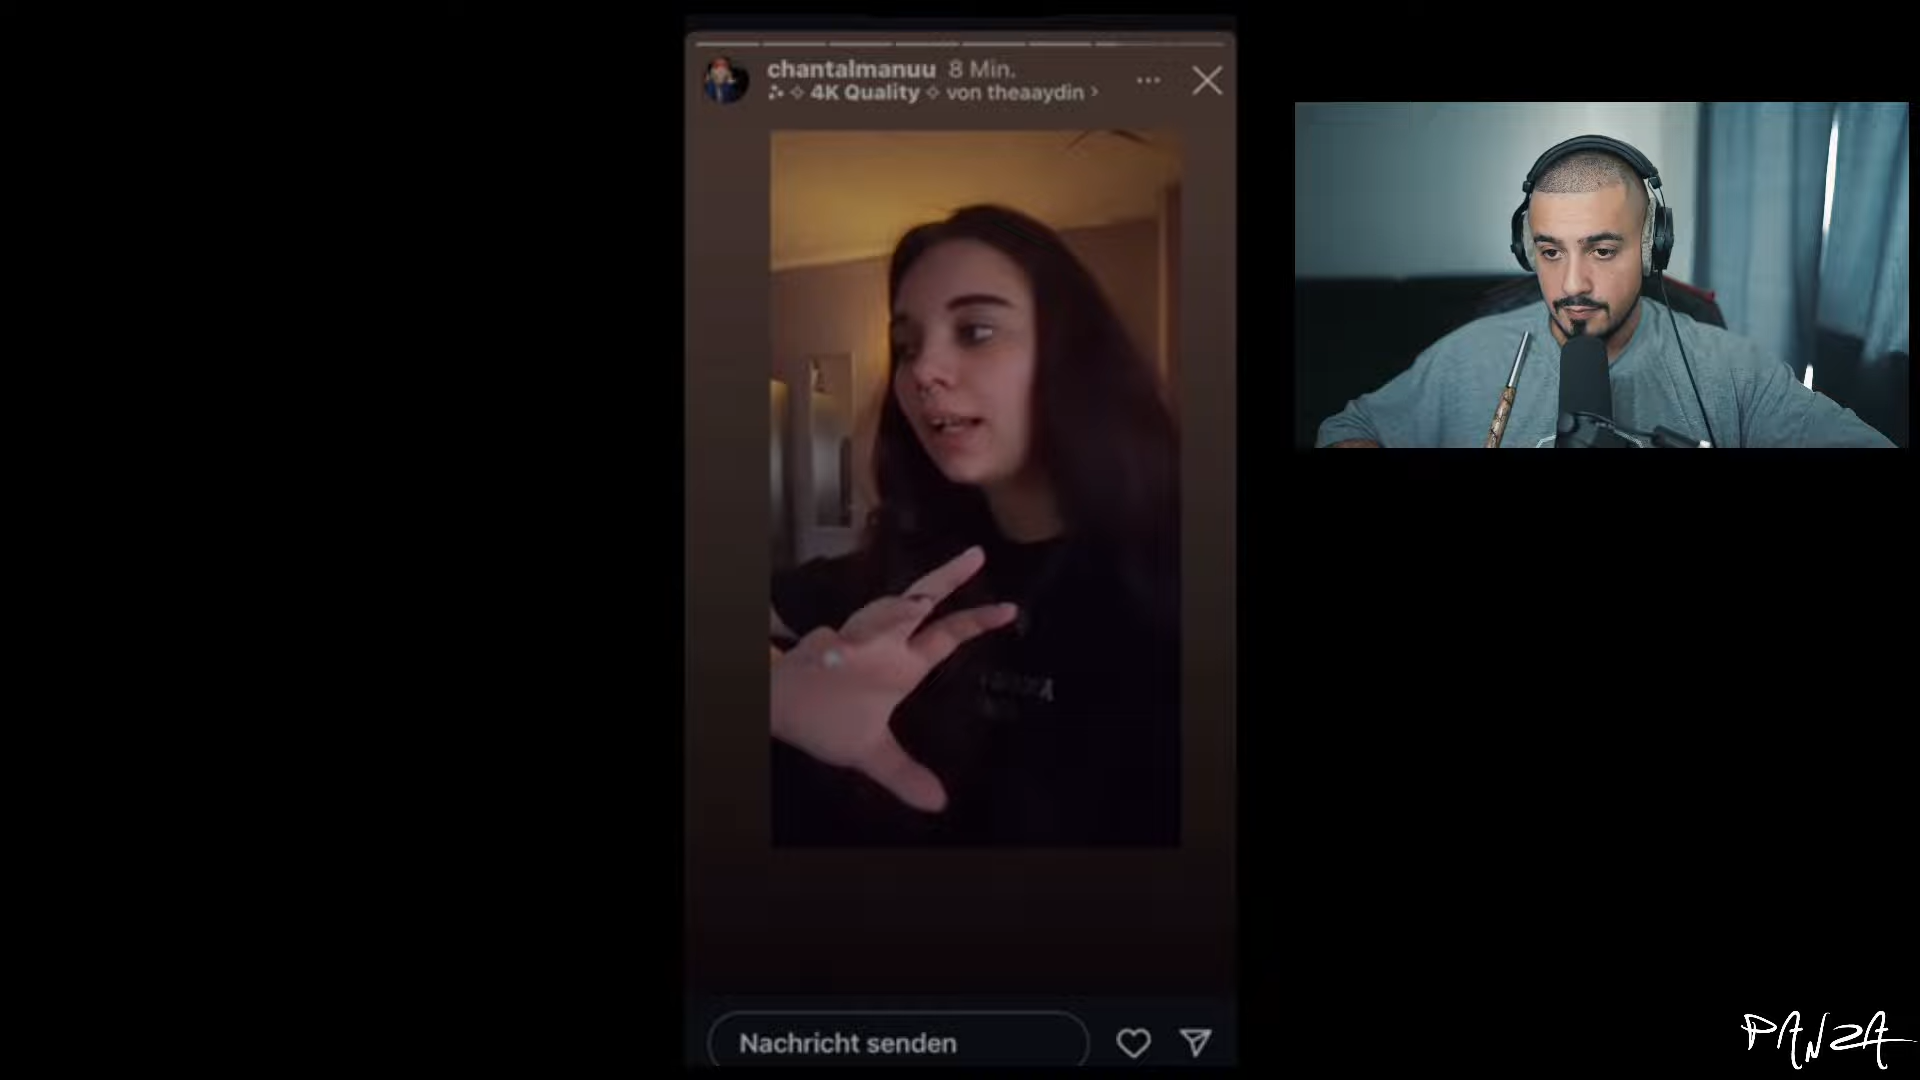 chantalmanuu 8 Min.
4K Quality von theaaydin ›
Nachricht senden
PANZA